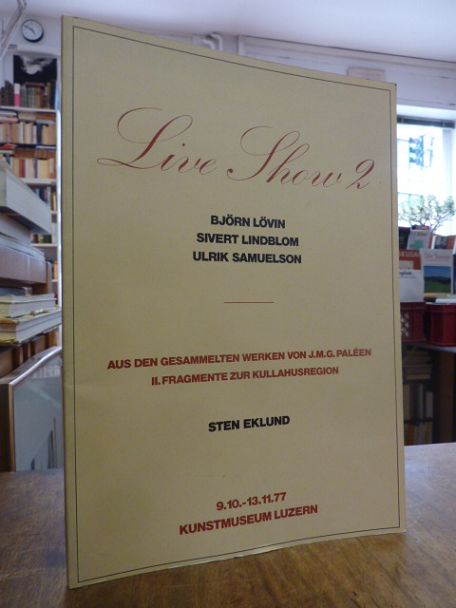 Live Show 2
BJÖRN LÖVIN
SIVERT LINDBLOM
ULRIK SAMUELSON
AUS DEN GESAMMELTEN WERKEN VON J.M.G. PALÉEN
II. FRAGMENTE ZUR KULLAHUSREGION
STEN EKLUND
9.10.-13.11.77
KUNSTMUSEUM LUZERN